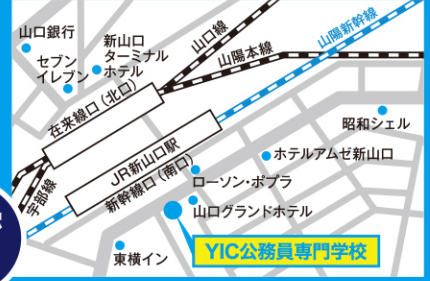 山口銀行
セブン
イレブン
新山口
ターミナル
ホテル
山口線
山陽本線
山陽新幹線
在来線口(北口)
昭和シェル
JR新山口駅
新幹線口(南口)
宇部線
ホテルアムゼ新山口
ローソン・ポプラ
山口グランドホテル
東横イン
YIC公務員専門学校